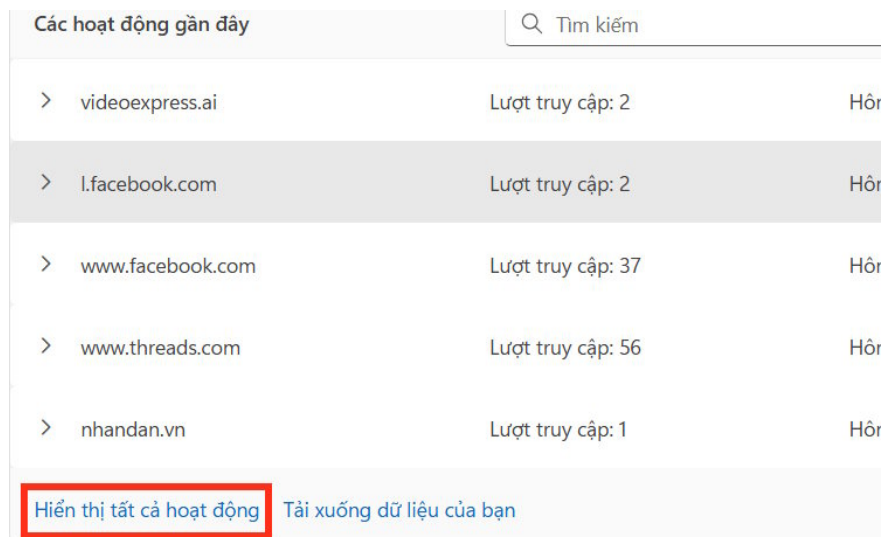 Các hoạt động gần đây Tìm kiếm
videoexpress.ai Lượt truy cập: 2
l.facebook.com Lượt truy cập: 2
www.facebook.com Lượt truy cập: 37
www.threads.com Lượt truy cập: 56
nhandan.vn Lượt truy cập: 1
Hiển thị tất cả hoạt động Tải xuống dữ liệu của bạn